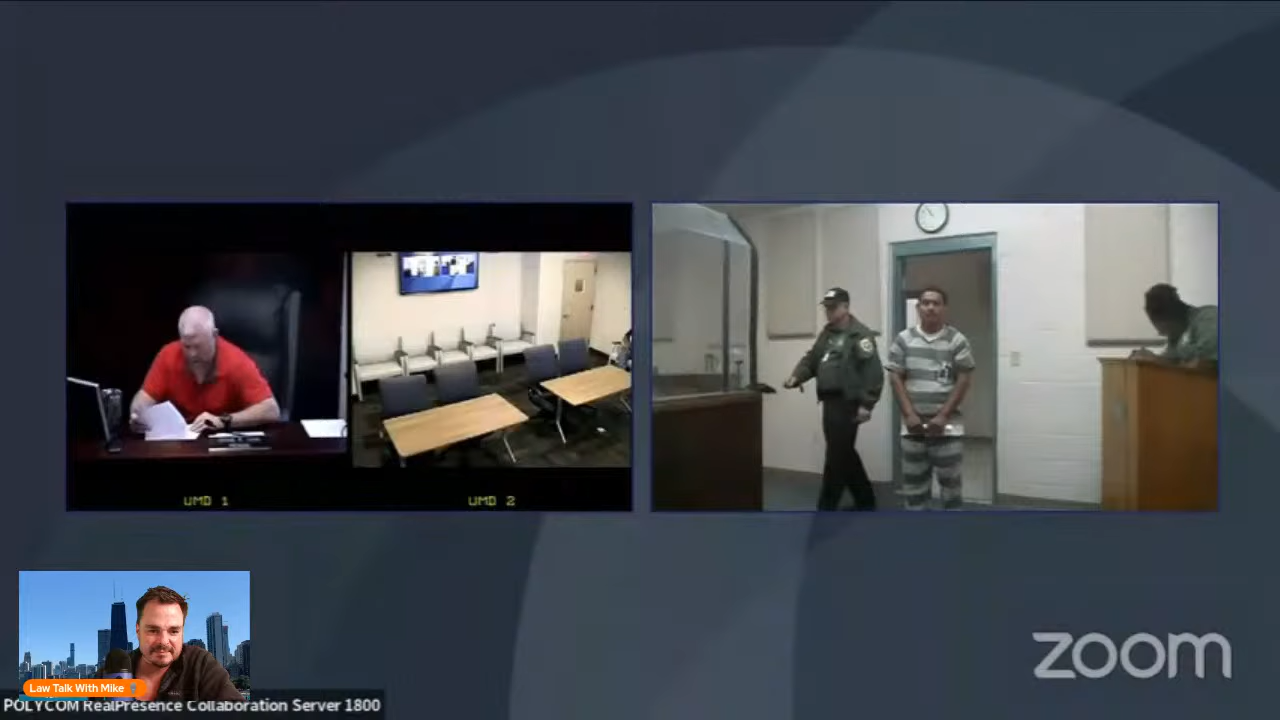 UMD 1
UMD 2
zoom
Law Talk With Mike
POLYCOM RealPresence Collaboration Server 1800